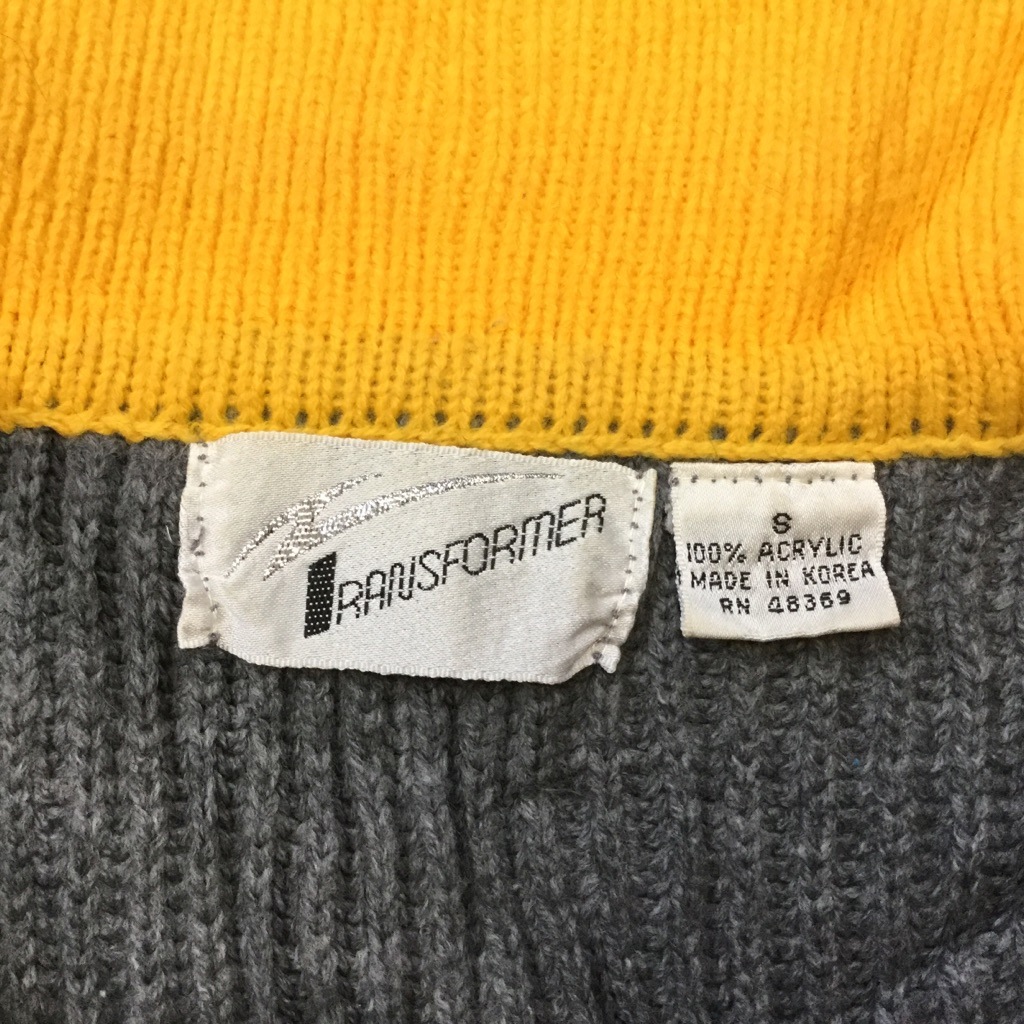 TRANSFORMER
S
100% ACRYLIC
MADE IN KOREA
RN 48369